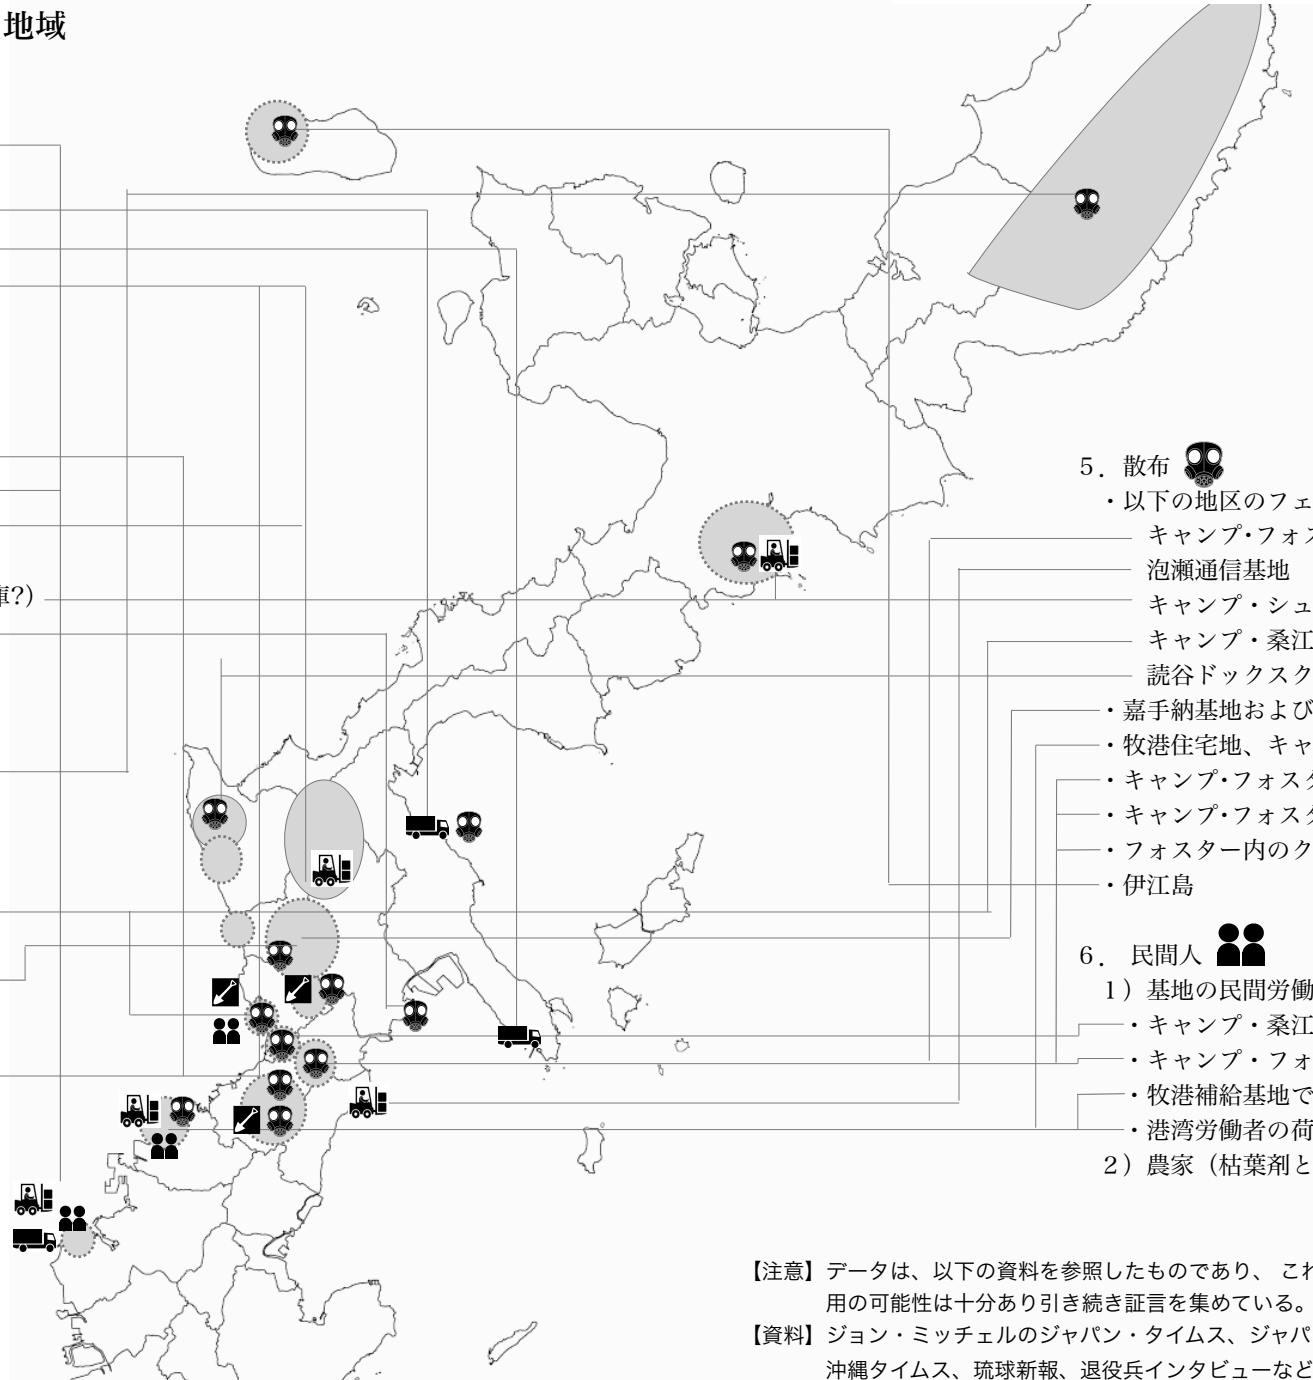 地域
庫?）
５．散布
・以下の地区のフェ
キャンプ・フォス
泡瀬通信基地
キャンプ・シュ
キャンプ・桑江
読谷ドックスク
・嘉手納基地および
・牧港住宅地、キャ
・キャンプ・フォスタ
・キャンプ・フォスタ
・フォスター内のク
・伊江島
６．民間人
１）基地の民間労働
・キャンプ・桑江
・キャンプ・フォ
・牧港補給基地で
・港湾労働者の荷
２）農家（枯葉剤と
【注意】データは、以下の資料を参照したものであり、 これ
用の可能性は十分あり引き続き証言を集めている。
【資料】ジョン・ミッチェルのジャパン・タイムス、ジャパ
沖縄タイムス、琉球新報、退役兵インタビューなど